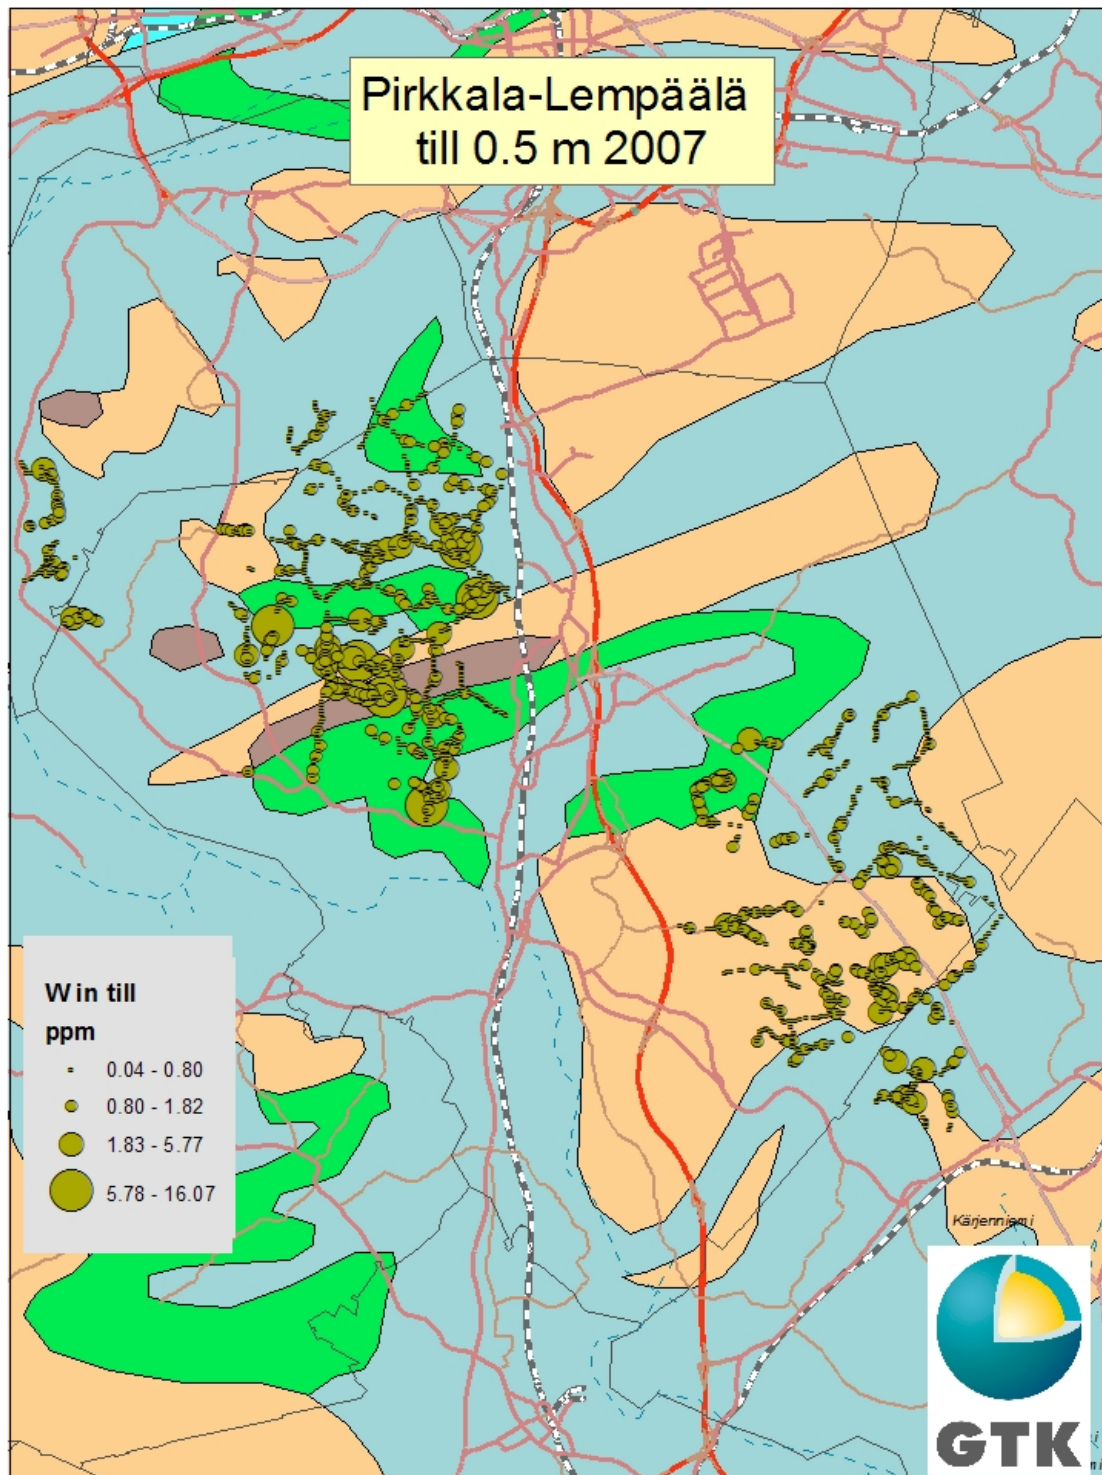 Pirkkala-Lempäälä
till 0.5 m 2007
W in till
ppm
0.04 - 0.80
0.80 - 1.82
1.83 - 5.77
5.78 - 16.07
Kärjenniemi
GTK